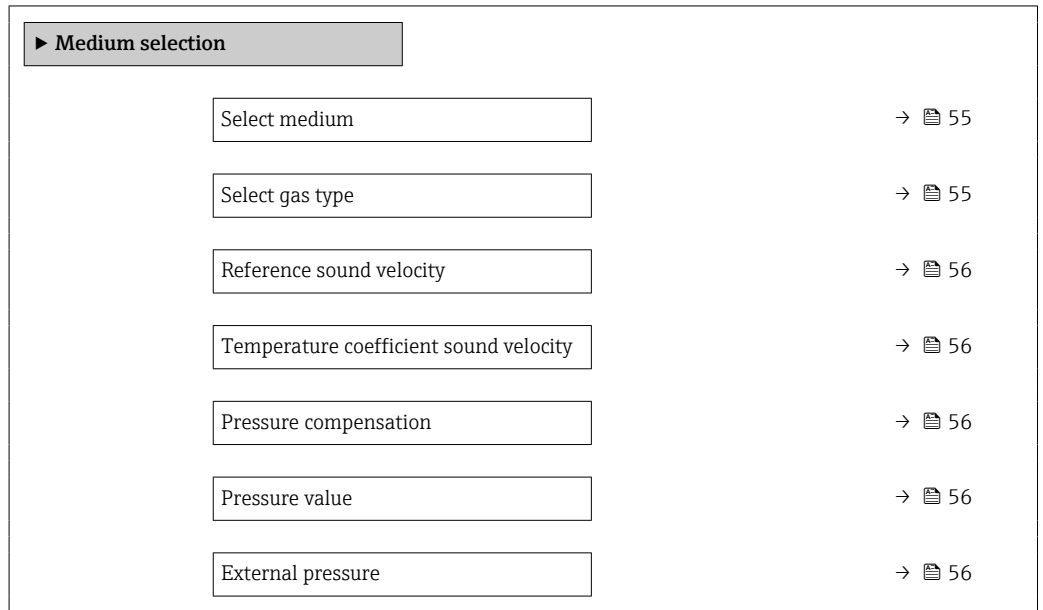 ▶ Medium selection
Select medium → 55
Select gas type → 55
Reference sound velocity → 56
Temperature coefficient sound velocity → 56
Pressure compensation → 56
Pressure value → 56
External pressure → 56